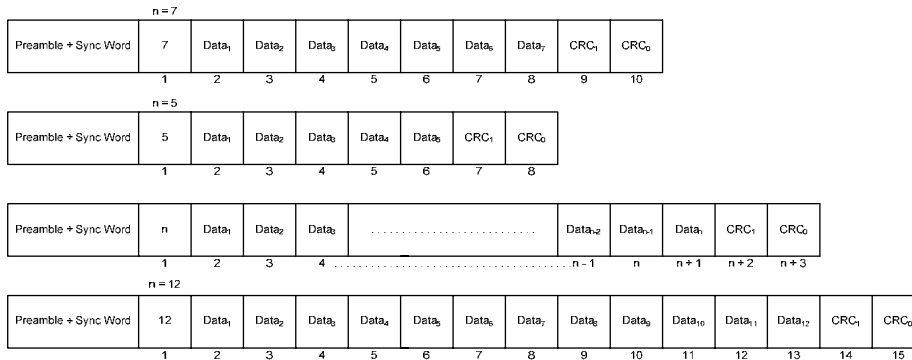 n = 7
Preamble + Sync Word 7 Data₁ Data₂ Data₃ Data₄ Data₅ Data₆ Data₇ CRC₁ CRC₀
1 2 3 4 5 6 7 8 9 10
n = 5
Preamble + Sync Word 5 Data₁ Data₂ Data₃ Data₄ Data₅ CRC₁ CRC₀
1 2 3 4 5 6 7 8
Preamble + Sync Word n Data₁ Data₂ Data₃ .................................... Dataₙ₋₂ Dataₙ₋₁ Dataₙ CRC₁ CRC₀
1 2 3 4 .................................................. n - 1 n n + 1 n + 2 n + 3
n = 12
Preamble + Sync Word 12 Data₁ Data₂ Data₃ Data₄ Data₅ Data₆ Data₇ Data₈ Data₉ Data₁₀ Data₁₁ Data₁₂ CRC₁ CRC₀
1 2 3 4 5 6 7 8 9 10 11 12 13 14 15